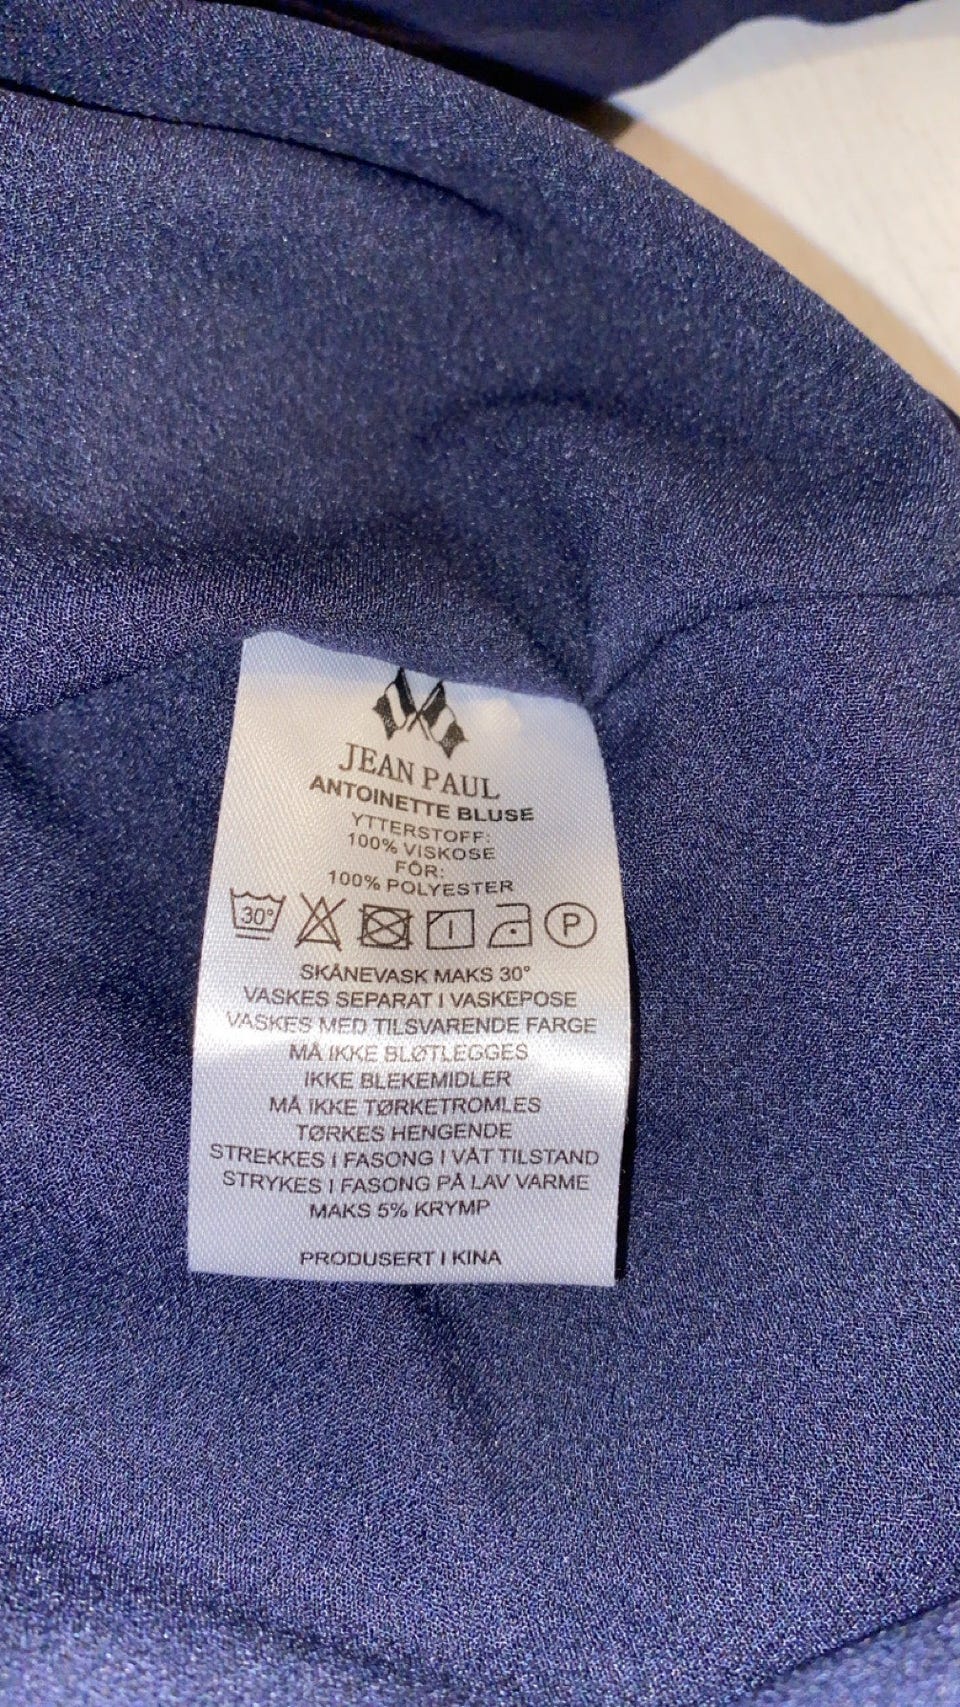 JEAN PAUL
ANTOINETTE BLUSE
YTTERSTOFF:
100% VISKOSE
FÔR:
100% POLYESTER
30° I P
SKÅNEVASK MAKS 30°
VASKES SEPARAT I VASKEPOSE
VASKES MED TILSVARENDE FARGE
MÅ IKKE BLØTLEGGES
IKKE BLEKEMIDLER
MÅ IKKE TØRKETROMLES
TØRKES HENGENDE
STREKKES I FASONG I VÅT TILSTAND
STRYKES I FASONG PÅ LAV VARME
MAKS 5% KRYMP
PRODUSERT I KINA